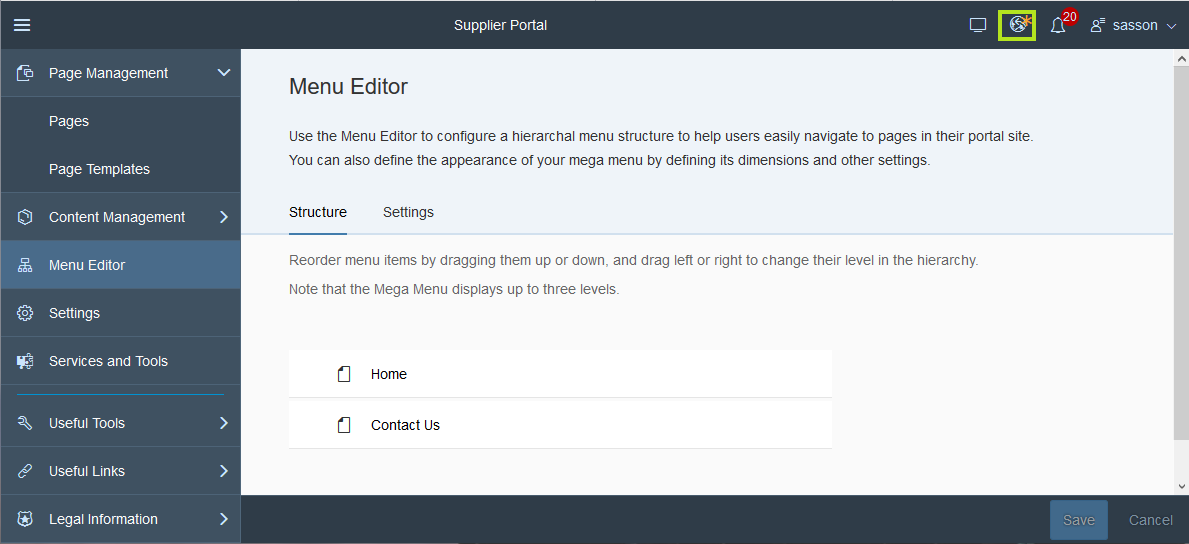 Supplier Portal
20
sasson
Page Management
Pages
Page Templates
Content Management
Menu Editor
Settings
Services and Tools
Useful Tools
Useful Links
Legal Information
Menu Editor
Use the Menu Editor to configure a hierarchal menu structure to help users easily navigate to pages in their portal site.
You can also define the appearance of your mega menu by defining its dimensions and other settings.
Structure Settings
Reorder menu items by dragging them up or down, and drag left or right to change their level in the hierarchy.
Note that the Mega Menu displays up to three levels.
Home
Contact Us
Save Cancel